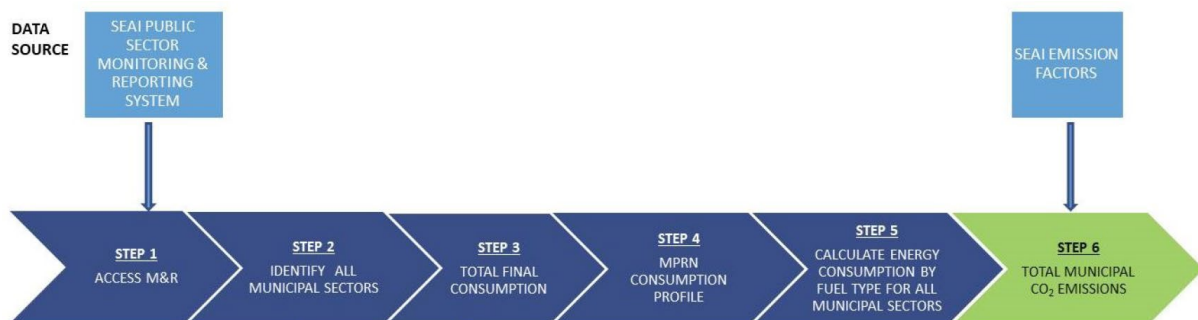 DATA
SOURCE
SEAI PUBLIC
SECTOR
MONITORING &
REPORTING
SYSTEM
SEAI EMISSION
FACTORS
STEP 1
ACCESS M&R
STEP 2
IDENTIFY ALL
MUNICIPAL SECTORS
STEP 3
TOTAL FINAL
CONSUMPTION
STEP 4
MPRN
CONSUMPTION
PROFILE
STEP 5
CALCULATE ENERGY
CONSUMPTION BY
FUEL TYPE FOR ALL
MUNICIPAL SECTORS
STEP 6
TOTAL MUNICIPAL
CO₂ EMISSIONS